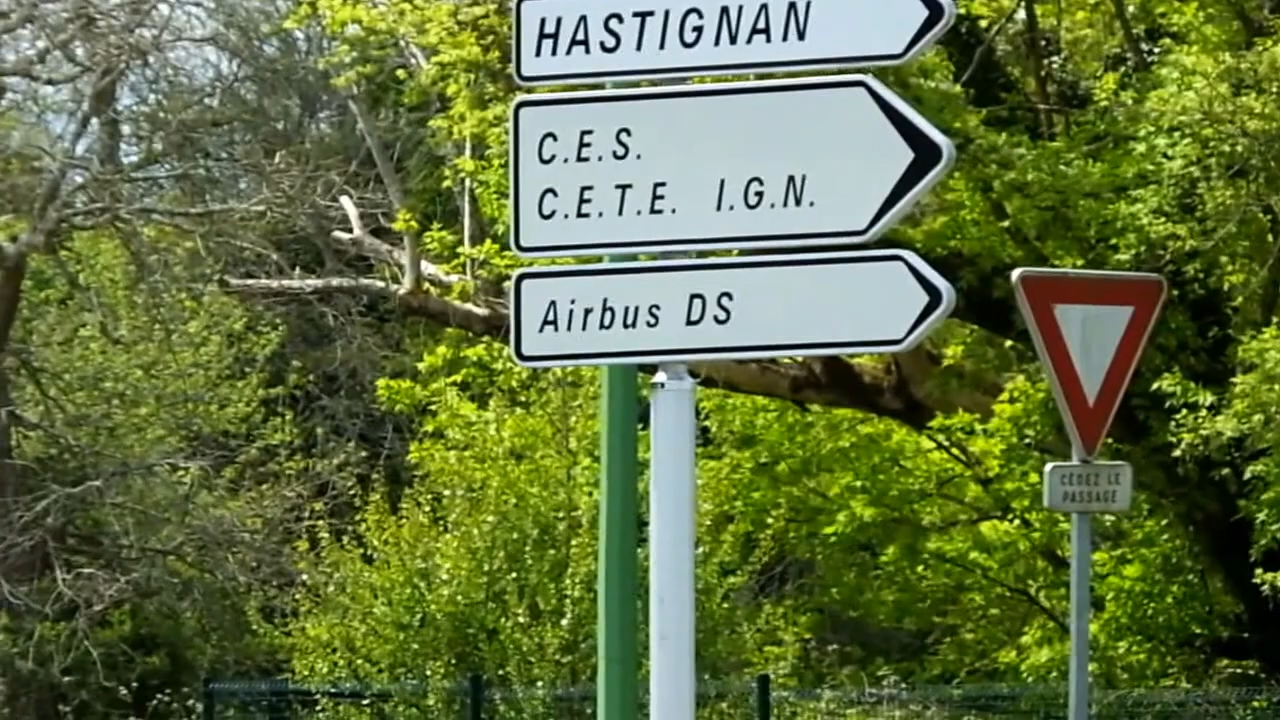 HASTIGNAN
C.E.S.
C.E.T.E. I.G.N.
Airbus DS
CÉDEZ LE
PASSAGE